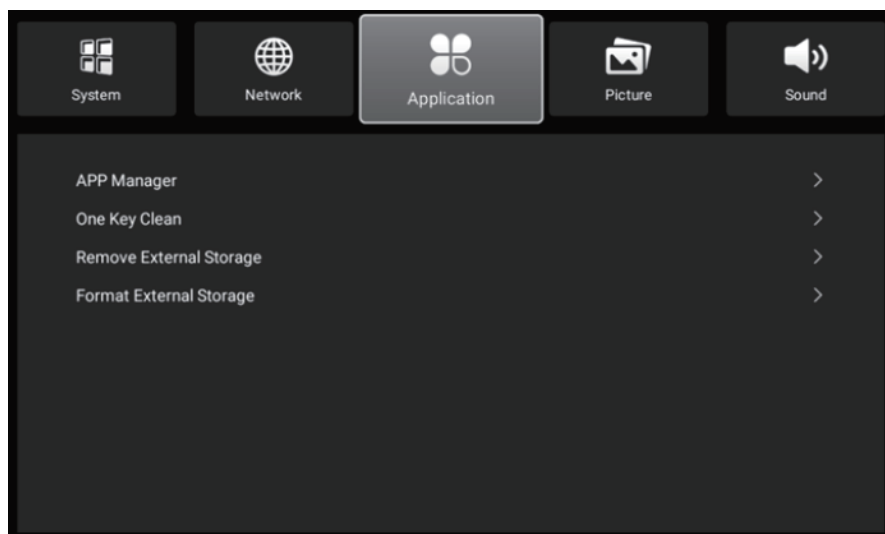 System
Network
Application
Picture
Sound
APP Manager
One Key Clean
Remove External Storage
Format External Storage